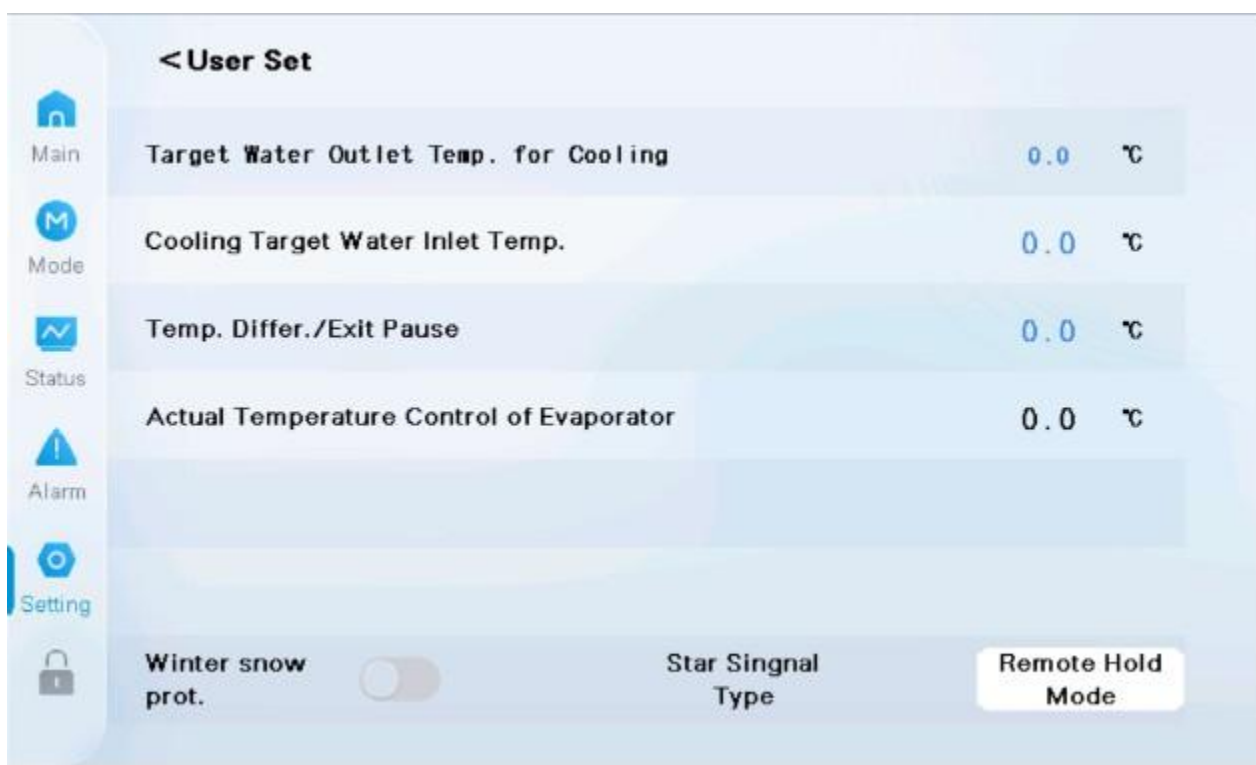 <User Set
Main
Target Water Outlet Temp. for Cooling 0.0 ℃
Mode
Cooling Target Water Inlet Temp. 0.0 ℃
Temp. Differ./Exit Pause 0.0 ℃
Status
Actual Temperature Control of Evaporator 0.0 ℃
Alarm
Setting
Winter snow
prot.
Star Singnal
Type
Remote Hold
Mode